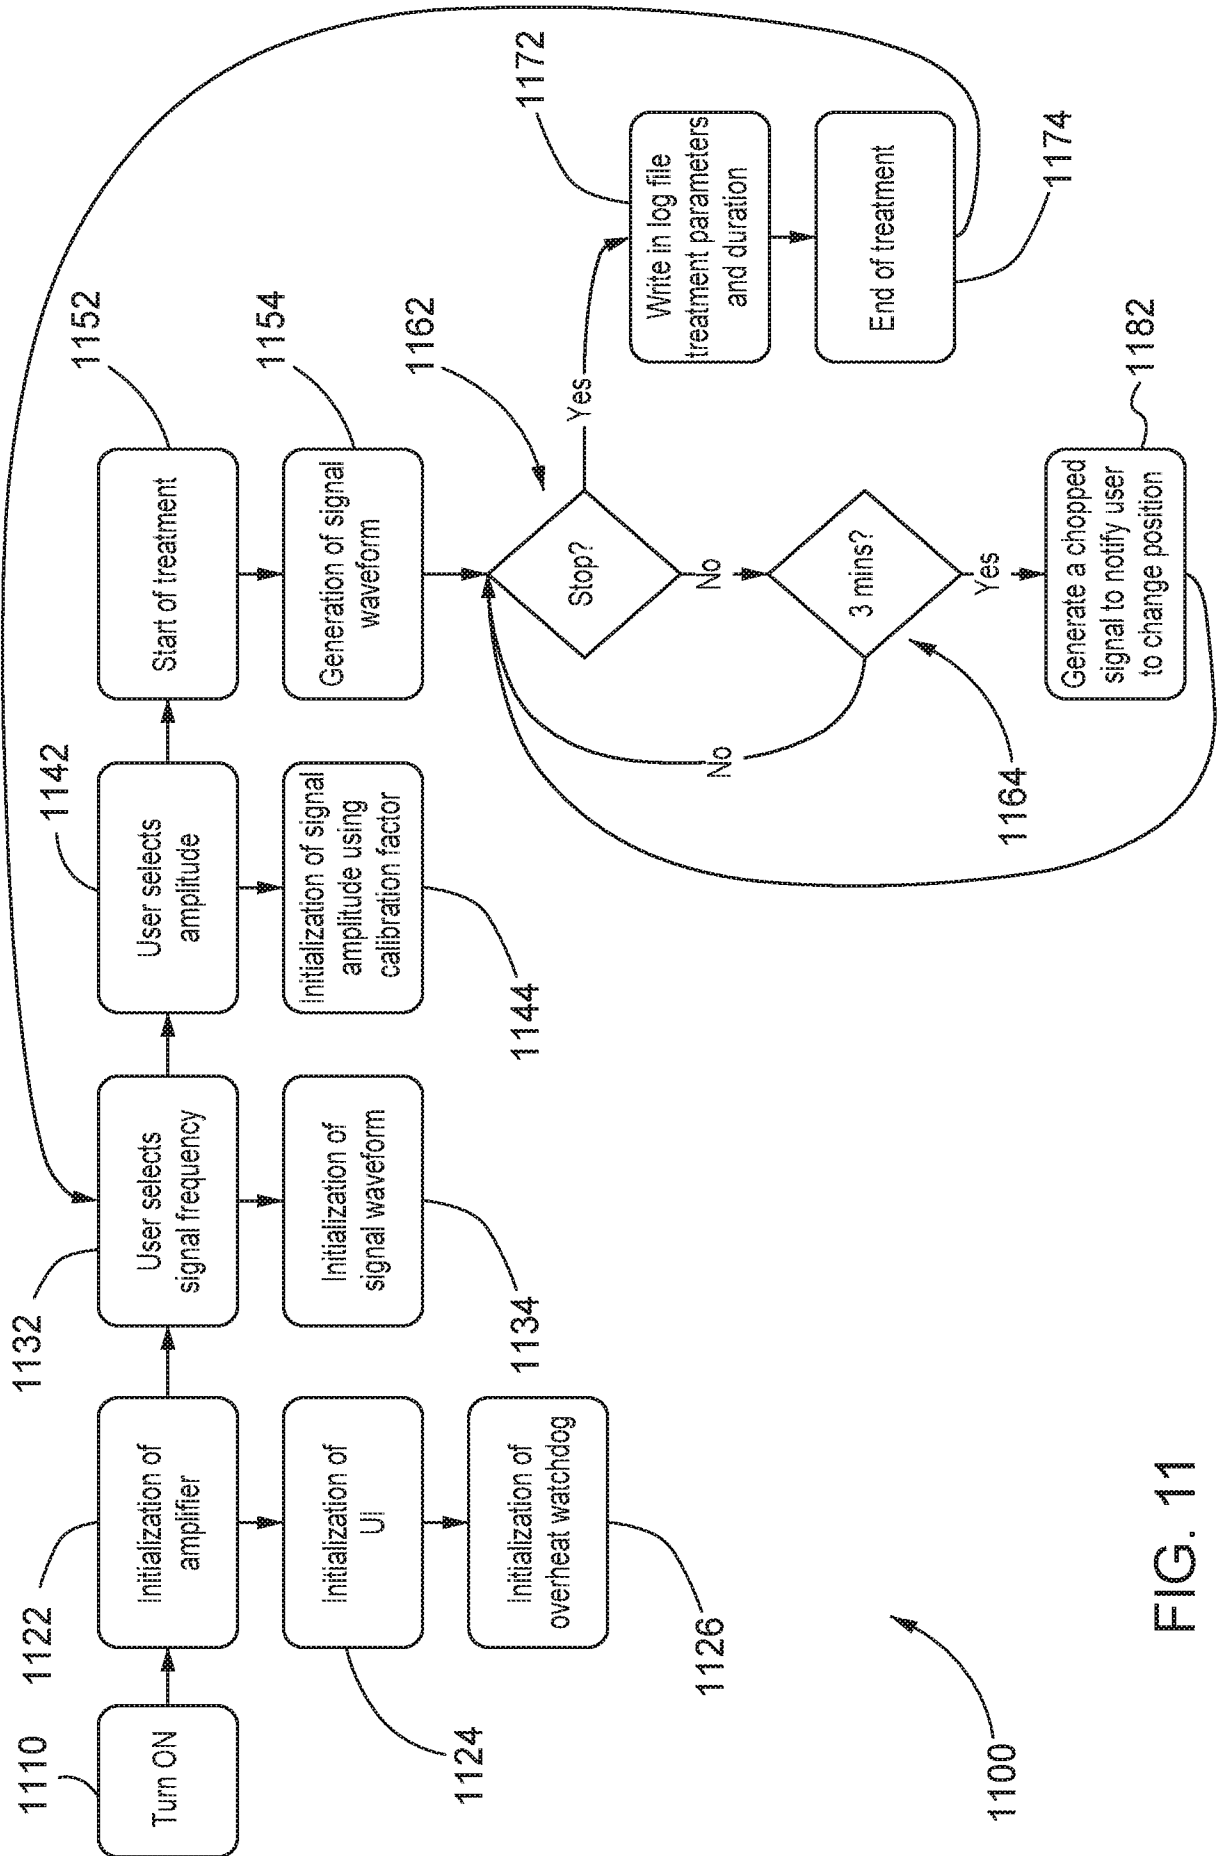 1110
Turn ON
1122
Initialization of
amplifier
1124
Initialization of
UI
1126
Initialization of
overheat watchdog
1132
User selects
signal frequency
1134
Initialization of
signal waveform
1142
User selects
amplitude
1144
Initialization of signal
amplitude using
calibration factor
1152
Start of treatment
1154
Generation of signal
waveform
1162
Stop?
Yes
No
1164
3 mins?
No
Yes
1172
Write in log file
treatment parameters
and duration
1174
End of treatment
1182
Generate a chopped
signal to notify user
to change position
1100
FIG. 11